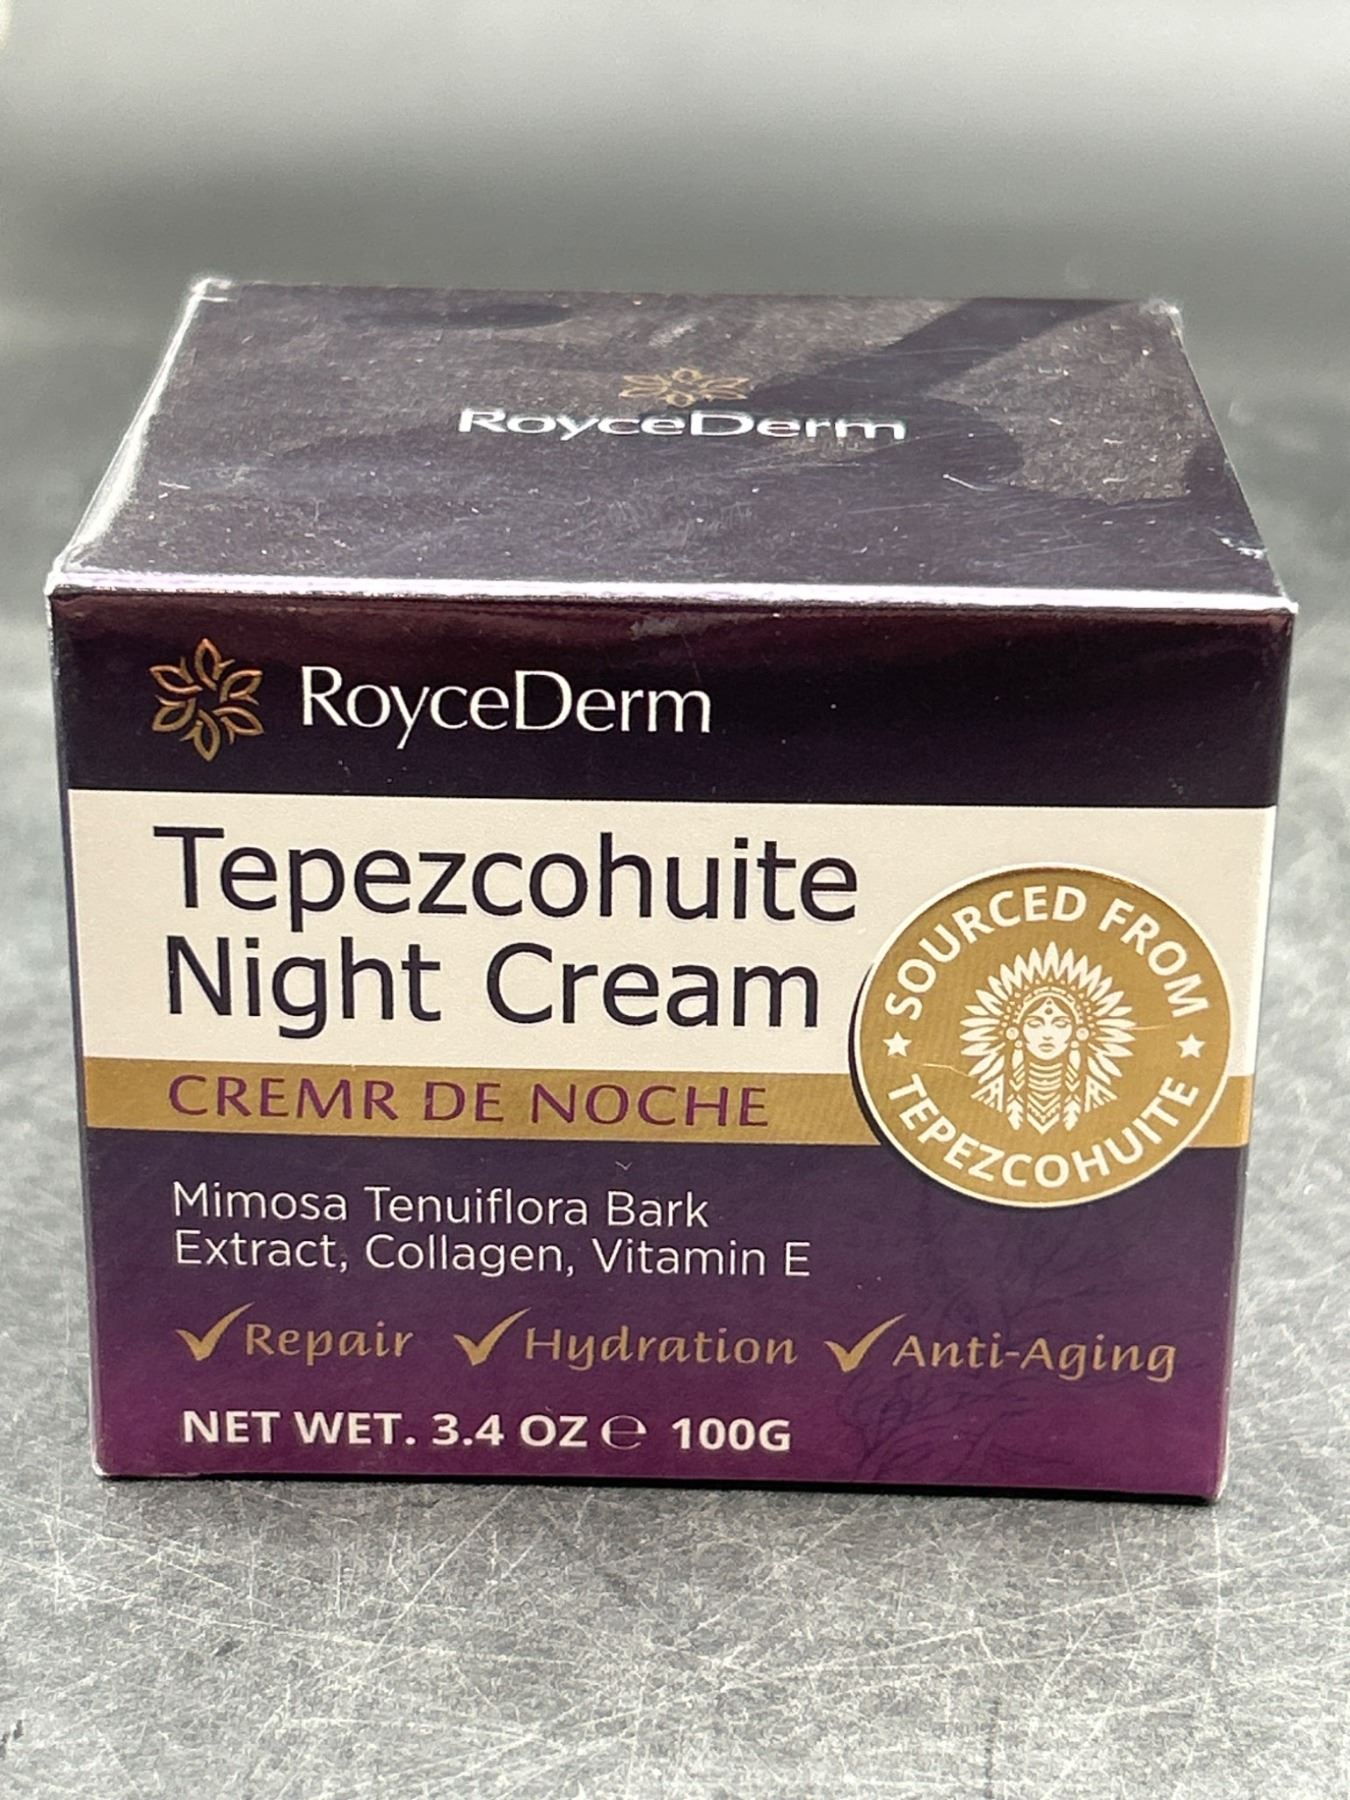 RoyceDerm
RoyceDerm
Tepezcohuite
Night Cream
CREMR DE NOCHE
SOURCED FROM
TEPEZCOHUITE
Mimosa Tenuiflora Bark
Extract, Collagen, Vitamin E
Repair Hydration Anti-Aging
NET WET. 3.4 OZ ℮ 100G